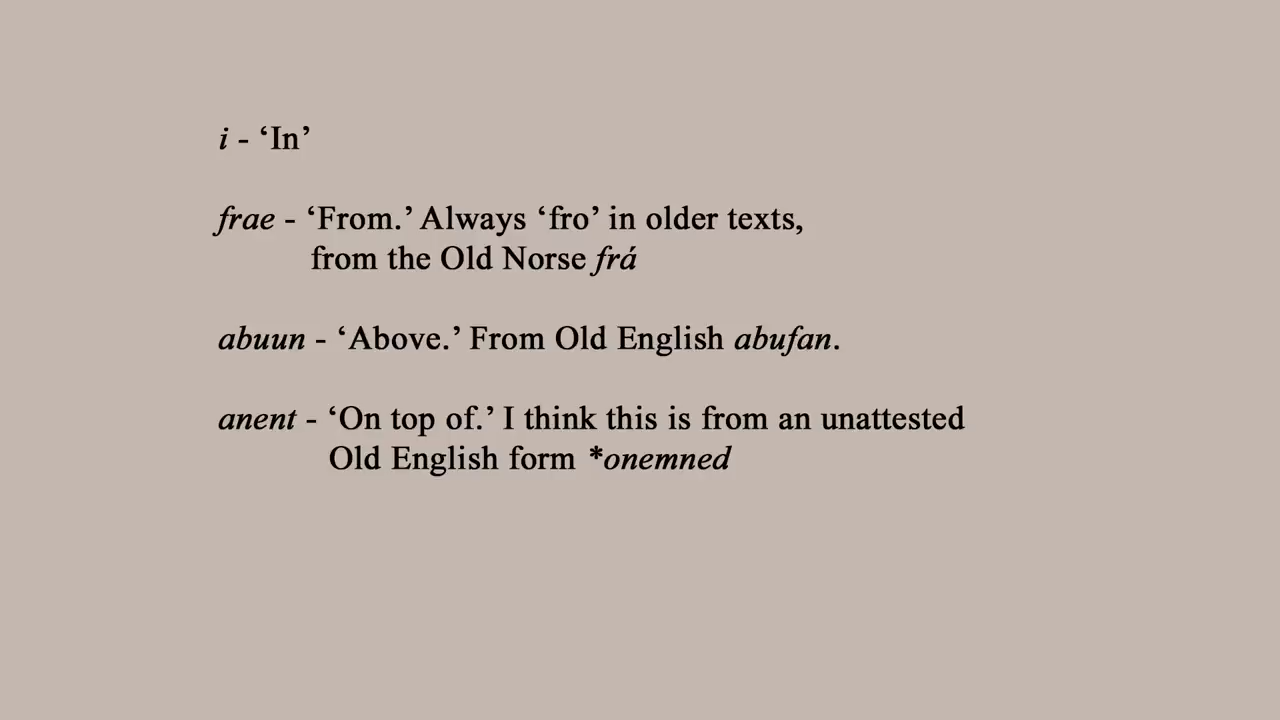 i - ‘In’
frae - ‘From.’ Always ‘fro’ in older texts,
from the Old Norse frá
abuun - ‘Above.’ From Old English abufan.
anent - ‘On top of.’ I think this is from an unattested
Old English form *onemned